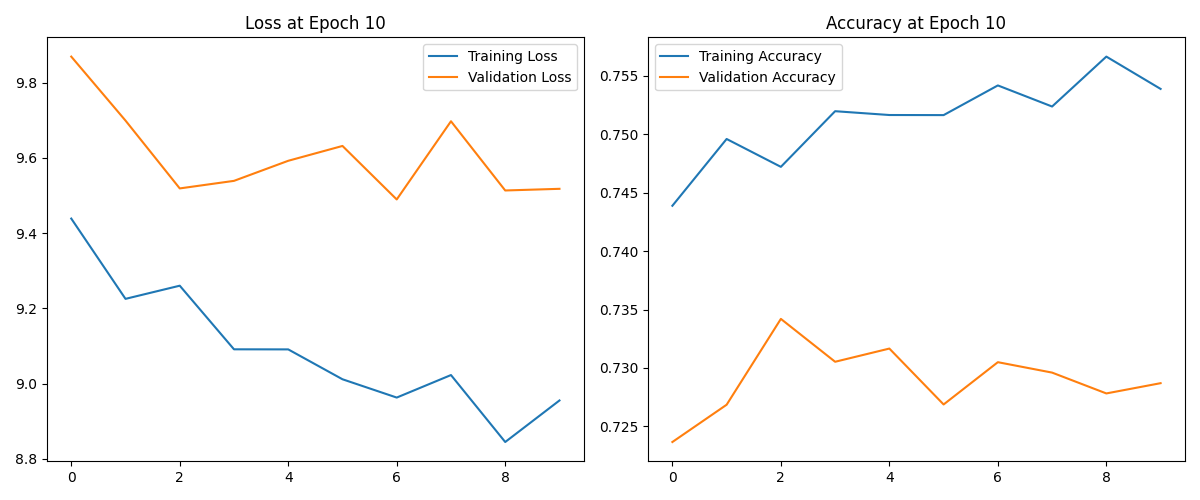 Loss at Epoch 10
Training Loss
Validation Loss
9.8
9.6
9.4
9.2
9.0
8.8
0 2 4 6 8
Accuracy at Epoch 10
Training Accuracy
Validation Accuracy
0.755
0.750
0.745
0.740
0.735
0.730
0.725
0 2 4 6 8